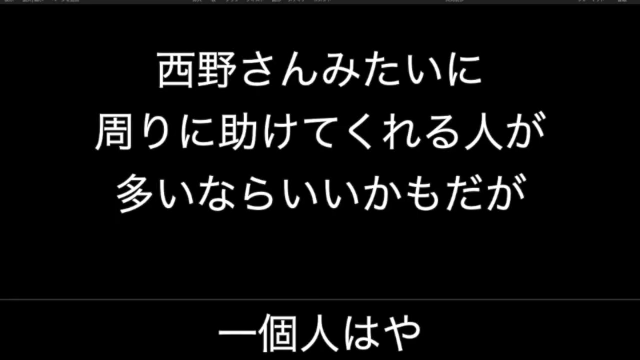 西野さんみたいに
周りに助けてくれる人が
多いならいいかもだが
一個人はや